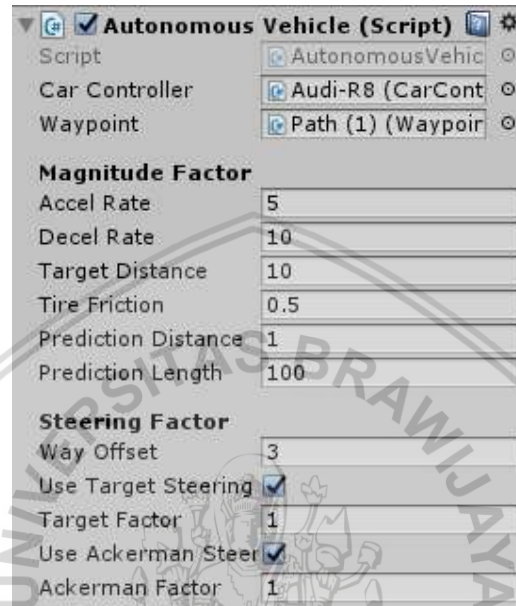 Autonomous Vehicle (Script)
Script AutonomousVehic
Car Controller Audi-R8 (CarCont
Waypoint Path (1) (Waypoir
Magnitude Factor
Accel Rate 5
Decel Rate 10
Target Distance 10
Tire Friction 0.5
Prediction Distance 1
Prediction Length 100
Steering Factor
Way Offset 3
Use Target Steering
Target Factor 1
Use Ackerman Steer
Ackerman Factor 1
UNIVERSITAS BRAWIJAYA